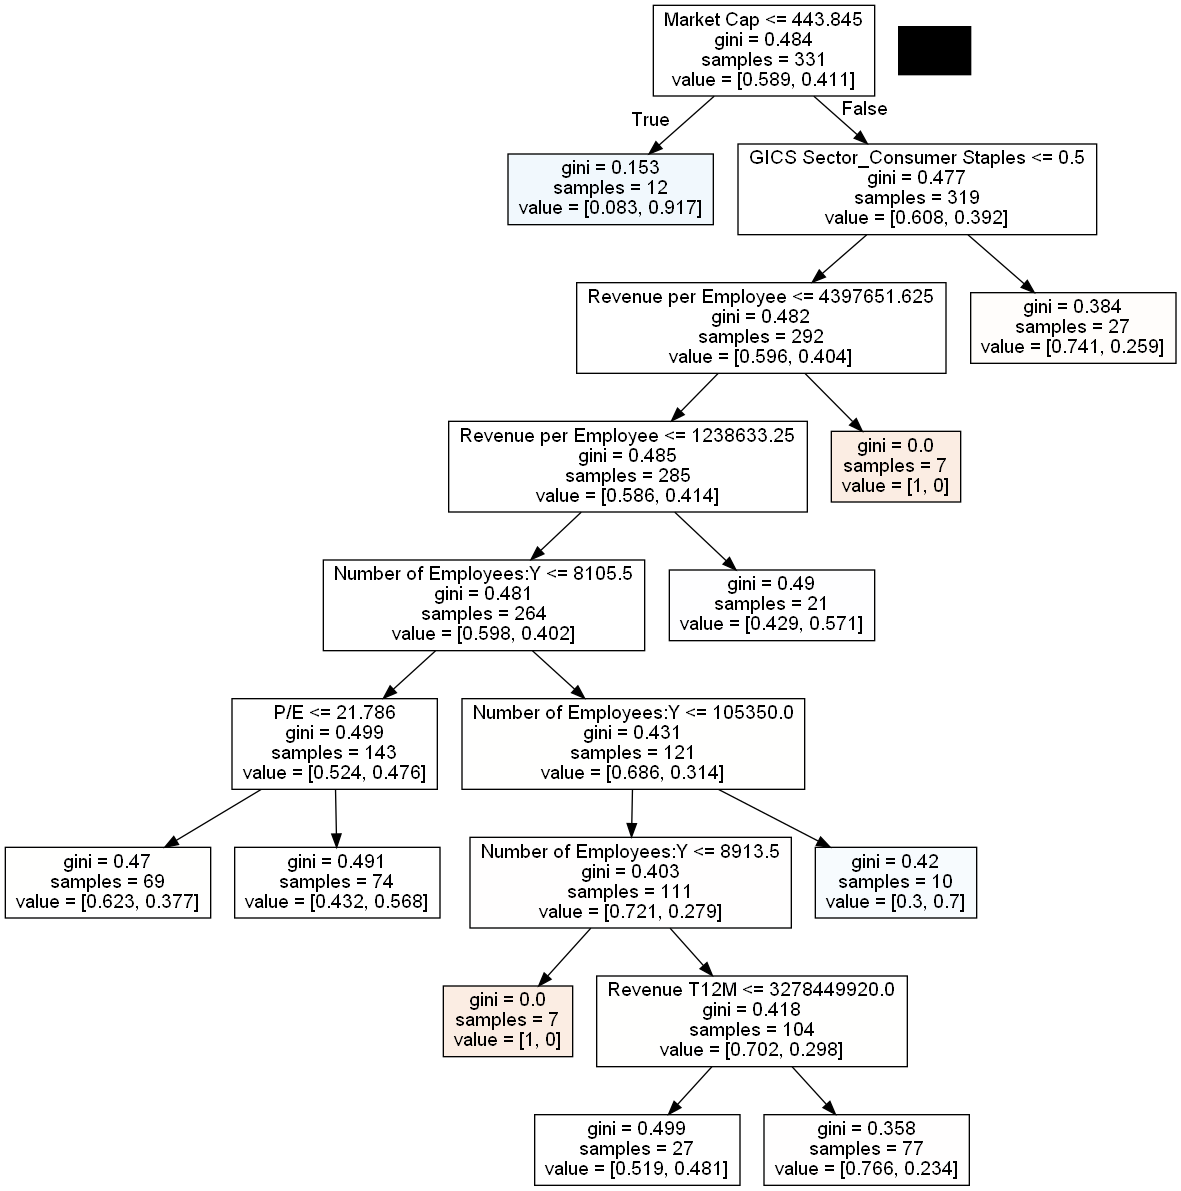 Market Cap <= 443.845
gini = 0.484
samples = 331
value = [0.589, 0.411]
True
False
gini = 0.153
samples = 12
value = [0.083, 0.917]
GICS Sector_Consumer Staples <= 0.5
gini = 0.477
samples = 319
value = [0.608, 0.392]
Revenue per Employee <= 4397651.625
gini = 0.482
samples = 292
value = [0.596, 0.404]
gini = 0.384
samples = 27
value = [0.741, 0.259]
Revenue per Employee <= 1238633.25
gini = 0.485
samples = 285
value = [0.586, 0.414]
gini = 0.0
samples = 7
value = [1, 0]
Number of Employees:Y <= 8105.5
gini = 0.481
samples = 264
value = [0.598, 0.402]
gini = 0.49
samples = 21
value = [0.429, 0.571]
P/E <= 21.786
gini = 0.499
samples = 143
value = [0.524, 0.476]
Number of Employees:Y <= 105350.0
gini = 0.431
samples = 121
value = [0.686, 0.314]
gini = 0.47
samples = 69
value = [0.623, 0.377]
gini = 0.491
samples = 74
value = [0.432, 0.568]
Number of Employees:Y <= 8913.5
gini = 0.403
samples = 111
value = [0.721, 0.279]
gini = 0.42
samples = 10
value = [0.3, 0.7]
gini = 0.0
samples = 7
value = [1, 0]
Revenue T12M <= 3278449920.0
gini = 0.418
samples = 104
value = [0.702, 0.298]
gini = 0.499
samples = 27
value = [0.519, 0.481]
gini = 0.358
samples = 77
value = [0.766, 0.234]